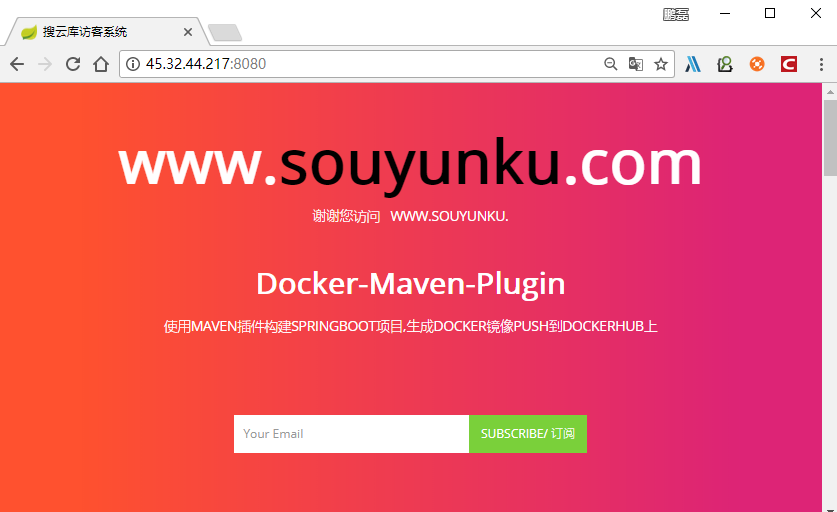 鹏磊
搜云库访客系统
45.32.44.217:8080
www.souyunku.com
谢谢您访问 WWW.SOUYUNKU.
Docker-Maven-Plugin
使用MAVEN插件构建SPRINGBOOT项目,生成DOCKER镜像PUSH到DOCKERHUB上
Your Email
SUBSCRIBE/ 订阅